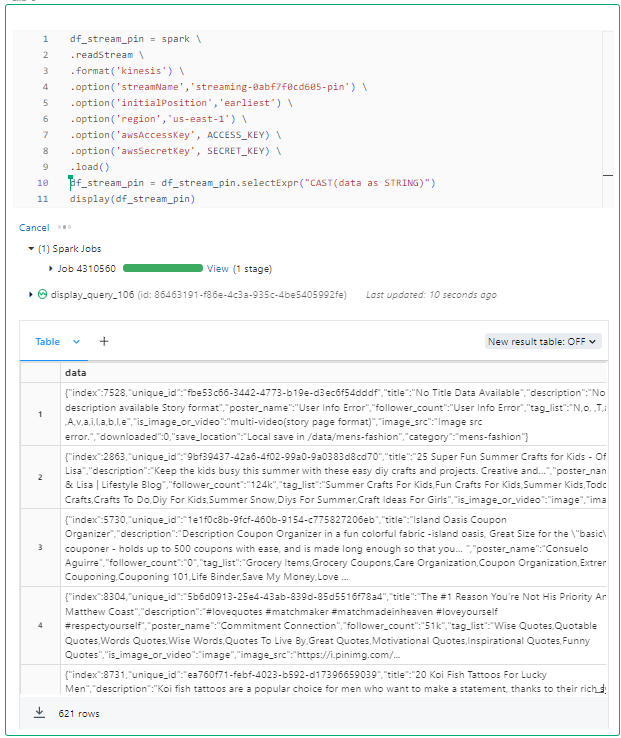 1 df_stream_pin = spark \
2 .readStream \
3 .format('kinesis') \
4 .option('streamName','streaming-0abf7f0cd605-pin') \
5 .option('initialPosition','earliest') \
6 .option('region','us-east-1') \
7 .option('awsAccessKey', ACCESS_KEY) \
8 .option('awsSecretKey', SECRET_KEY) \
9 .load()
10 df_stream_pin = df_stream_pin.selectExpr("CAST(data as STRING)")
11 display(df_stream_pin)
Cancel
(1) Spark Jobs
Job 4310560 View (1 stage)
display_query_106 (id: 86463191-f86e-4c3a-935c-4be5405992fe) Last updated: 10 seconds ago
Table + New result table: OFF
data
{"index":7528,"unique_id":"fbe53c66-3442-4773-b19e-d3ec6f54dddf","title":"No Title Data Available","description":"No
description available Story format","poster_name":"User Info Error","follower_count":"User Info Error","tag_list":"N,o, ,T,
1 ,A,v,a,i,l,a,b,l,e","is_image_or_video":"multi-video(story page format)","image_src":"Image src
error.","downloaded":0,"save_location":"Local save in /data/mens-fashion","category":"mens-fashion"}
{"index":2863,"unique_id":"9bf39437-42a6-4f02-99a0-9a0383d8cd70","title":"25 Super Fun Summer Crafts for Kids - Of
2 Lisa","description":"Keep the kids busy this summer with these easy diy crafts and projects. Creative and...","poster_nam
& Lisa | Lifestyle Blog","follower_count":"124k","tag_list":"Summer Crafts For Kids,Fun Crafts For Kids,Summer Kids,Todd
Crafts,Crafts To Do,Diy For Kids,Summer Snow,Diys For Summer,Craft Ideas For Girls","is_image_or_video":"image","ima
{"index":5730,"unique_id":"1e1f0c8b-9fcf-460b-9154-c775827206eb","title":"Island Oasis Coupon
Organizer","description":"Description Coupon Organizer in a fun colorful fabric -island oasis, Great Size for the \"basic\
3 couponer - holds up to 500 coupons with ease, and is made long enough so that you... ","poster_name":"Consuelo
Aguirre","follower_count":"0","tag_list":"Grocery Items,Grocery Coupons,Care Organization,Coupon Organization,Extrem
Couponing,Couponing 101,Life Binder,Save My Money,Love ...
{"index":8304,"unique_id":"5b6d0913-25e4-43ab-839d-85d5516f78a4","title":"The #1 Reason You're Not His Priority An
Matthew Coast","description":"#lovequotes #matchmaker #matchmadeinheaven #loveyourself
4 #respectyourself","poster_name":"Commitment Connection","follower_count":"51k","tag_list":"Wise Quotes,Quotable
Quotes,Words Quotes,Wise Words,Quotes To Live By,Great Quotes,Motivational Quotes,Inspirational Quotes,Funny
Quotes","is_image_or_video":"image","image_src":"https://i.pinimg.com/...
{"index":8731,"unique_id":"ea760f71-febf-4023-b592-d17396659039","title":"20 Koi Fish Tattoos For Lucky
Men","description":"Koi fish tattoos are a popular choice for men who want to make a statement, thanks to their rich
621 rows